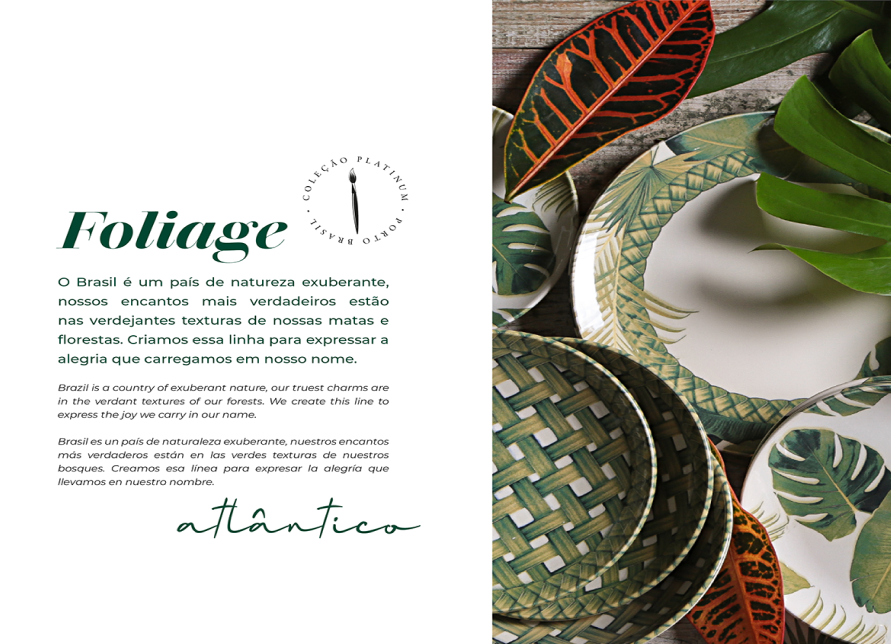 COLEÇÃO PLATINUM • PORTO BRASIL •
Foliage
O Brasil é um país de natureza exuberante,
nossos encantos mais verdadeiros estão
nas verdejantes texturas de nossas matas e
florestas. Criamos essa linha para expressar a
alegria que carregamos em nosso nome.
Brazil is a country of exuberant nature, our truest charms are
in the verdant textures of our forests. We create this line to
express the joy we carry in our name.
Brasil es un país de naturaleza exuberante, nuestros encantos
más verdaderos están en las verdes texturas de nuestros
bosques. Creamos esa línea para expresar la alegría que
llevamos en nuestro nombre.
atlântico